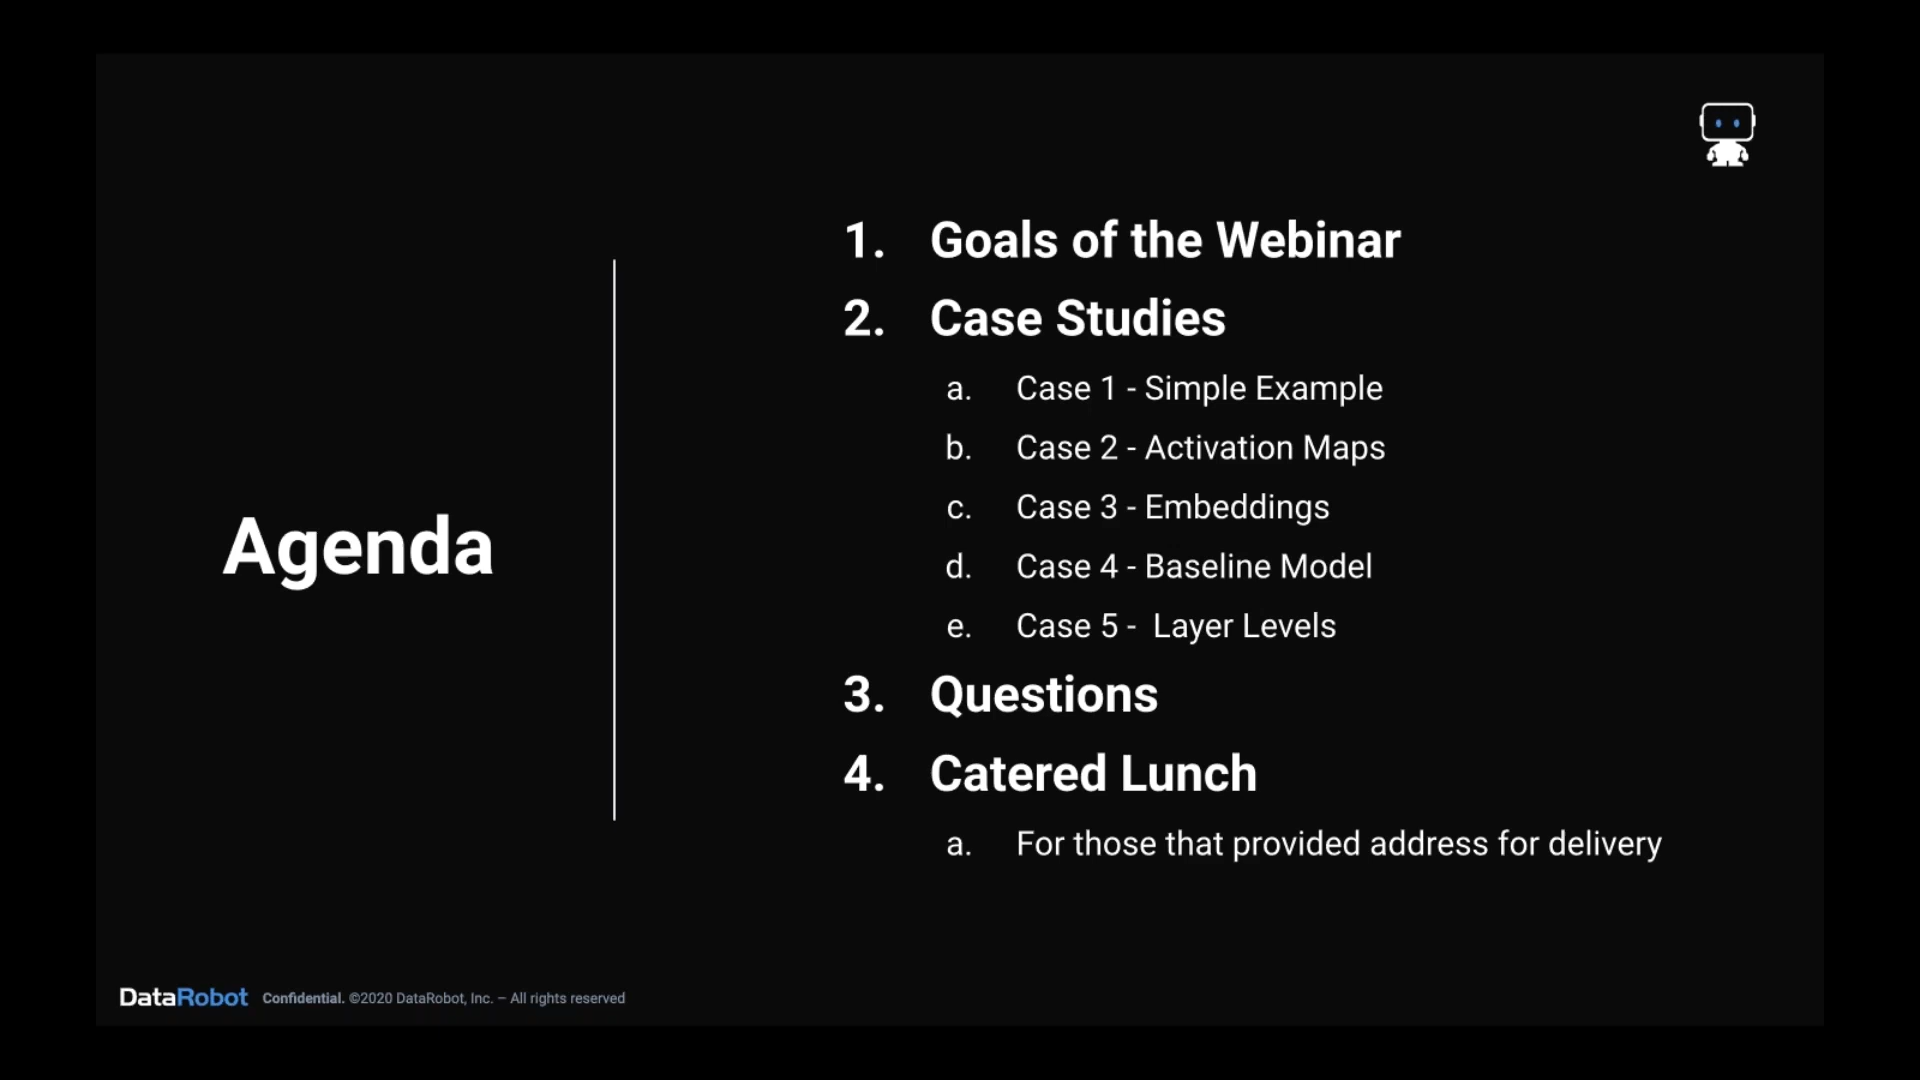 Agenda
1. Goals of the Webinar
2. Case Studies
a. Case 1 - Simple Example
b. Case 2 - Activation Maps
c. Case 3 - Embeddings
d. Case 4 - Baseline Model
e. Case 5 -  Layer Levels
3. Questions
4. Catered Lunch
a. For those that provided address for delivery
DataRobot Confidential. ©2020 DataRobot, Inc. – All rights reserved